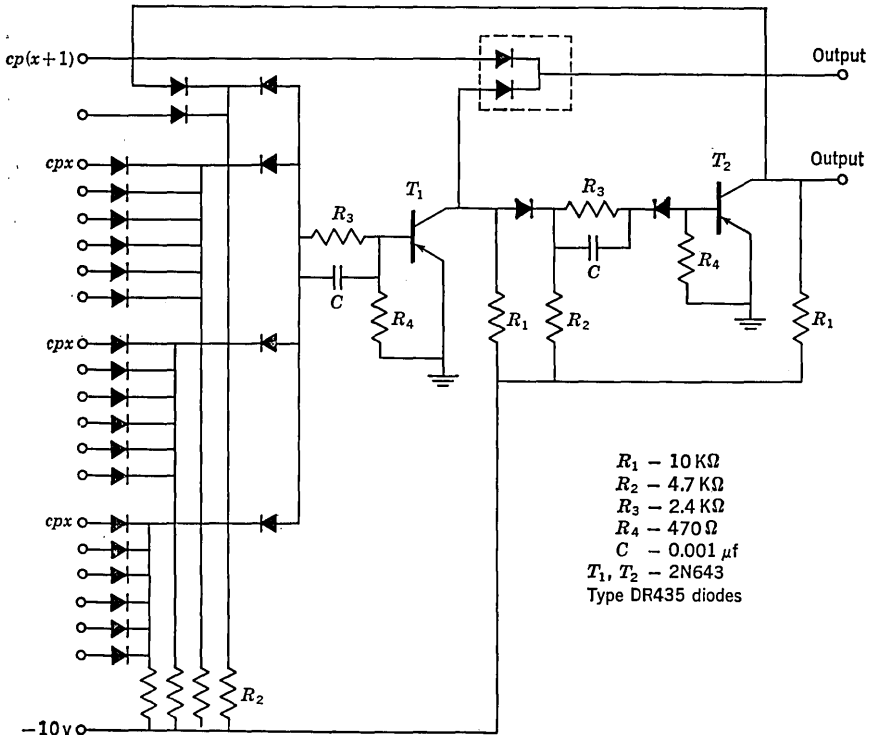 cp(x+1)
Output
cpx
T₂
Output
T₁
R₃
R₃
C
R₄
C
R₄
R₁
R₂
R₁
cpx
R₁ – 10 KΩ
R₂ – 4.7 KΩ
R₃ – 2.4 KΩ
R₄ – 470 Ω
C – 0.001 μf
T₁, T₂ – 2N643
Type DR435 diodes
cpx
R₂
–10v